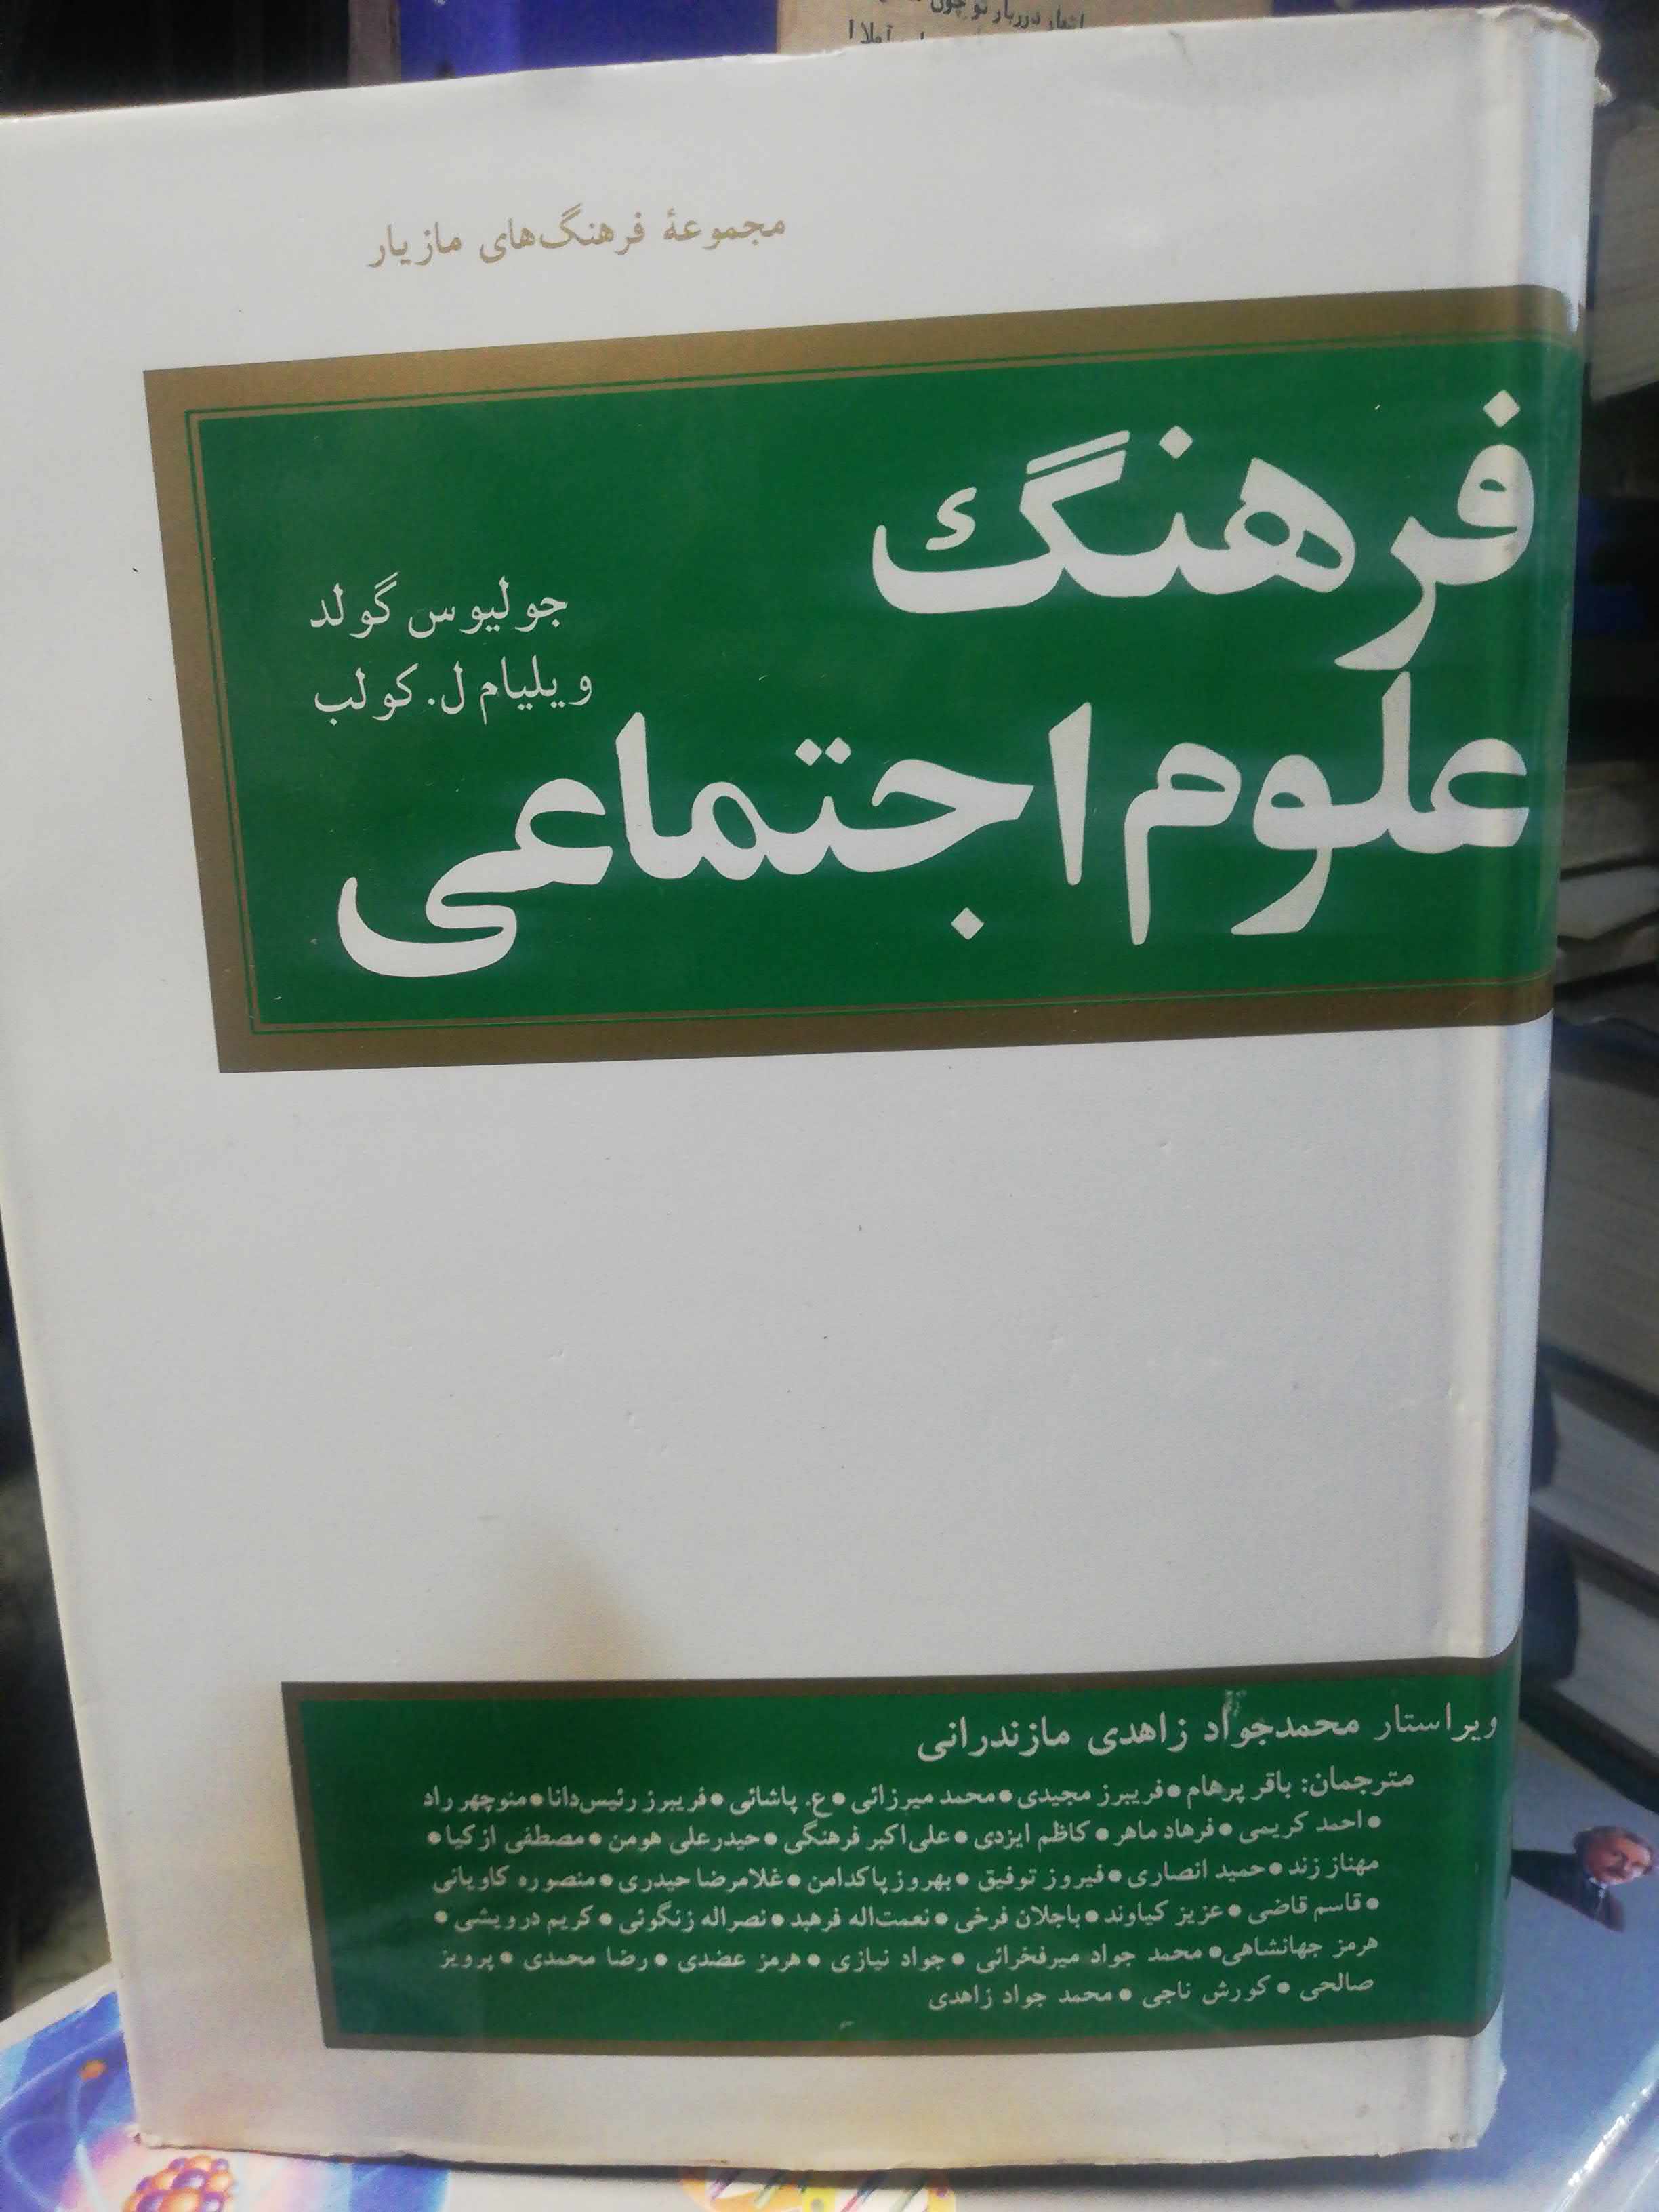 اشعار دربار تو چون
مجموعهٔ فرهنگ‌های مازیار
فرهنگ
علوم اجتماعی
جولیوس گولد
ویلیام ل. کولب
ویراستار محمدجواد زاهدی مازندرانی
مترجمان: باقر پرهام • فریبرز مجیدی • محمد میرزائی • ع. پاشائی • فریبرز رئیس‌دانا • منوچهر راد
• احمد کریمی • فرهاد ماهر • کاظم ایزدی • علی‌اکبر فرهنگی • حیدرعلی هومن • مصطفی ازکیا •
مهناز زند • حمید انصاری • فیروز توفیق • بهروز پاکدامن • غلامرضا حیدری • منصوره کاویانی
• قاسم قاضی • عزیز کیاوند • باجلان فرخی • نعمت‌اله فرهبد • نصراله زنگوئی • کریم درویشی •
هرمز جهانشاهی • محمد جواد میرفخرائی • جواد نیازی • هرمز عضدی • رضا محمدی • پرویز
صالحی • کورش ناجی • محمد جواد زاهدی